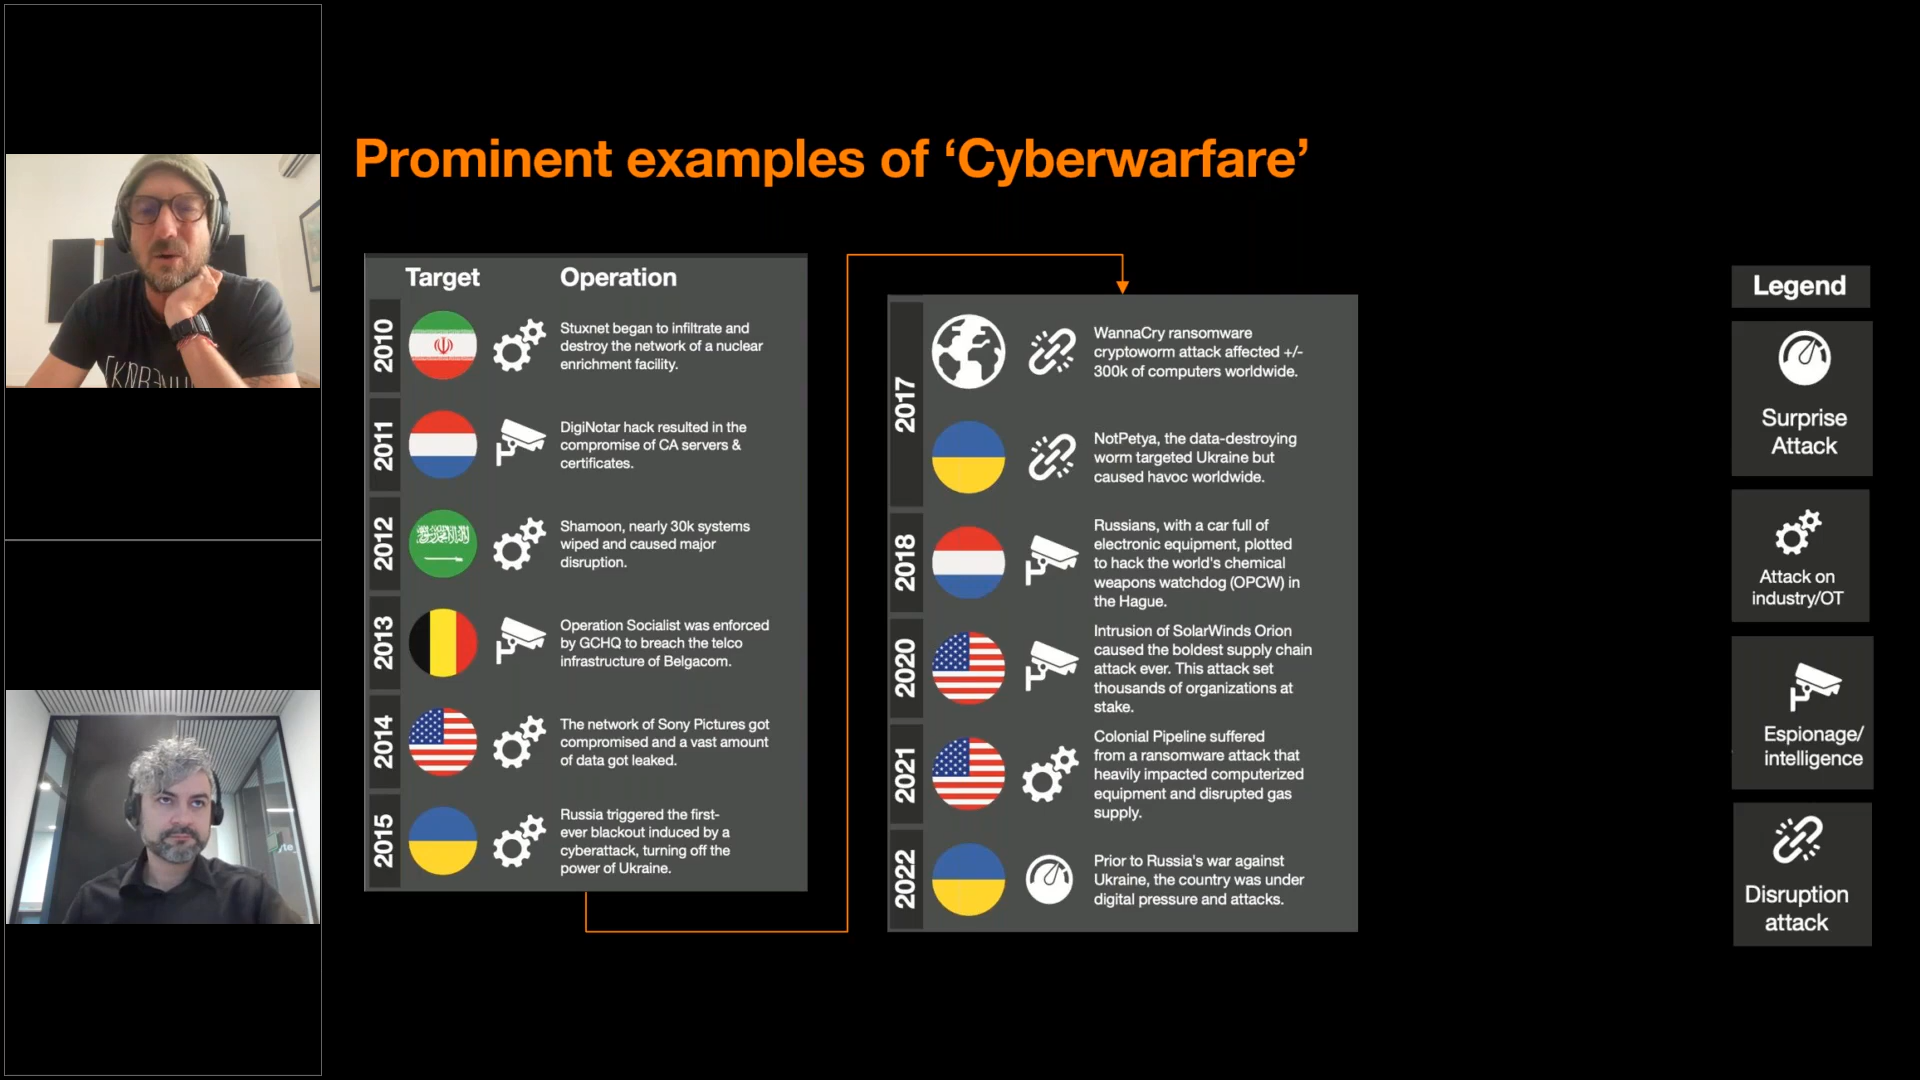 Prominent examples of ‘Cyberwarfare’
Target
Operation
2010
Stuxnet began to infiltrate and
destroy the network of a nuclear
enrichment facility.
2011
DigiNotar hack resulted in the
compromise of CA servers &
certificates.
2012
Shamoon, nearly 30k systems
wiped and caused major
disruption.
2013
Operation Socialist was enforced
by GCHQ to breach the telco
infrastructure of Belgacom.
2014
The network of Sony Pictures got
compromised and a vast amount
of data got leaked.
2015
Russia triggered the first-
ever blackout induced by a
cyberattack, turning off the
power of Ukraine.
2017
WannaCry ransomware
cryptoworm attack affected +/-
300k of computers worldwide.
NotPetya, the data-destroying
worm targeted Ukraine but
caused havoc worldwide.
2018
Russians, with a car full of
electronic equipment, plotted
to hack the world's chemical
weapons watchdog (OPCW) in
the Hague.
2020
Intrusion of SolarWinds Orion
caused the boldest supply chain
attack ever. This attack set
thousands of organizations at
stake.
2021
Colonial Pipeline suffered
from a ransomware attack that
heavily impacted computerized
equipment and disrupted gas
supply.
2022
Prior to Russia's war against
Ukraine, the country was under
digital pressure and attacks.
Legend
Surprise
Attack
Attack on
industry/OT
Espionage/
intelligence
Disruption
attack